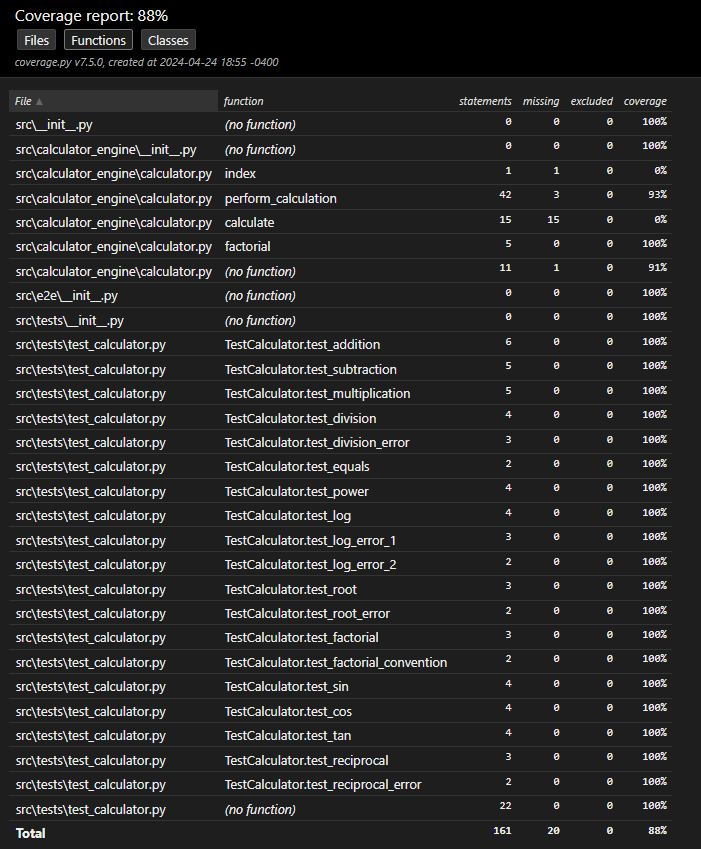 Coverage report: 88%
Files Functions Classes
coverage.py v7.5.0, created at 2024-04-24 18:55 -0400
File ▲ function statements missing excluded coverage
src\__init__.py (no function) 0 0 0 100%
src\calculator_engine\__init__.py (no function) 0 0 0 100%
src\calculator_engine\calculator.py index 1 1 0 0%
src\calculator_engine\calculator.py perform_calculation 42 3 0 93%
src\calculator_engine\calculator.py calculate 15 15 0 0%
src\calculator_engine\calculator.py factorial 5 0 0 100%
src\calculator_engine\calculator.py (no function) 11 1 0 91%
src\e2e\__init__.py (no function) 0 0 0 100%
src\tests\__init__.py (no function) 0 0 0 100%
src\tests\test_calculator.py TestCalculator.test_addition 6 0 0 100%
src\tests\test_calculator.py TestCalculator.test_subtraction 5 0 0 100%
src\tests\test_calculator.py TestCalculator.test_multiplication 5 0 0 100%
src\tests\test_calculator.py TestCalculator.test_division 4 0 0 100%
src\tests\test_calculator.py TestCalculator.test_division_error 3 0 0 100%
src\tests\test_calculator.py TestCalculator.test_equals 2 0 0 100%
src\tests\test_calculator.py TestCalculator.test_power 4 0 0 100%
src\tests\test_calculator.py TestCalculator.test_log 4 0 0 100%
src\tests\test_calculator.py TestCalculator.test_log_error_1 3 0 0 100%
src\tests\test_calculator.py TestCalculator.test_log_error_2 2 0 0 100%
src\tests\test_calculator.py TestCalculator.test_root 3 0 0 100%
src\tests\test_calculator.py TestCalculator.test_root_error 2 0 0 100%
src\tests\test_calculator.py TestCalculator.test_factorial 3 0 0 100%
src\tests\test_calculator.py TestCalculator.test_factorial_convention 2 0 0 100%
src\tests\test_calculator.py TestCalculator.test_sin 4 0 0 100%
src\tests\test_calculator.py TestCalculator.test_cos 4 0 0 100%
src\tests\test_calculator.py TestCalculator.test_tan 4 0 0 100%
src\tests\test_calculator.py TestCalculator.test_reciprocal 3 0 0 100%
src\tests\test_calculator.py TestCalculator.test_reciprocal_error 2 0 0 100%
src\tests\test_calculator.py (no function) 22 0 0 100%
Total 161 20 0 88%